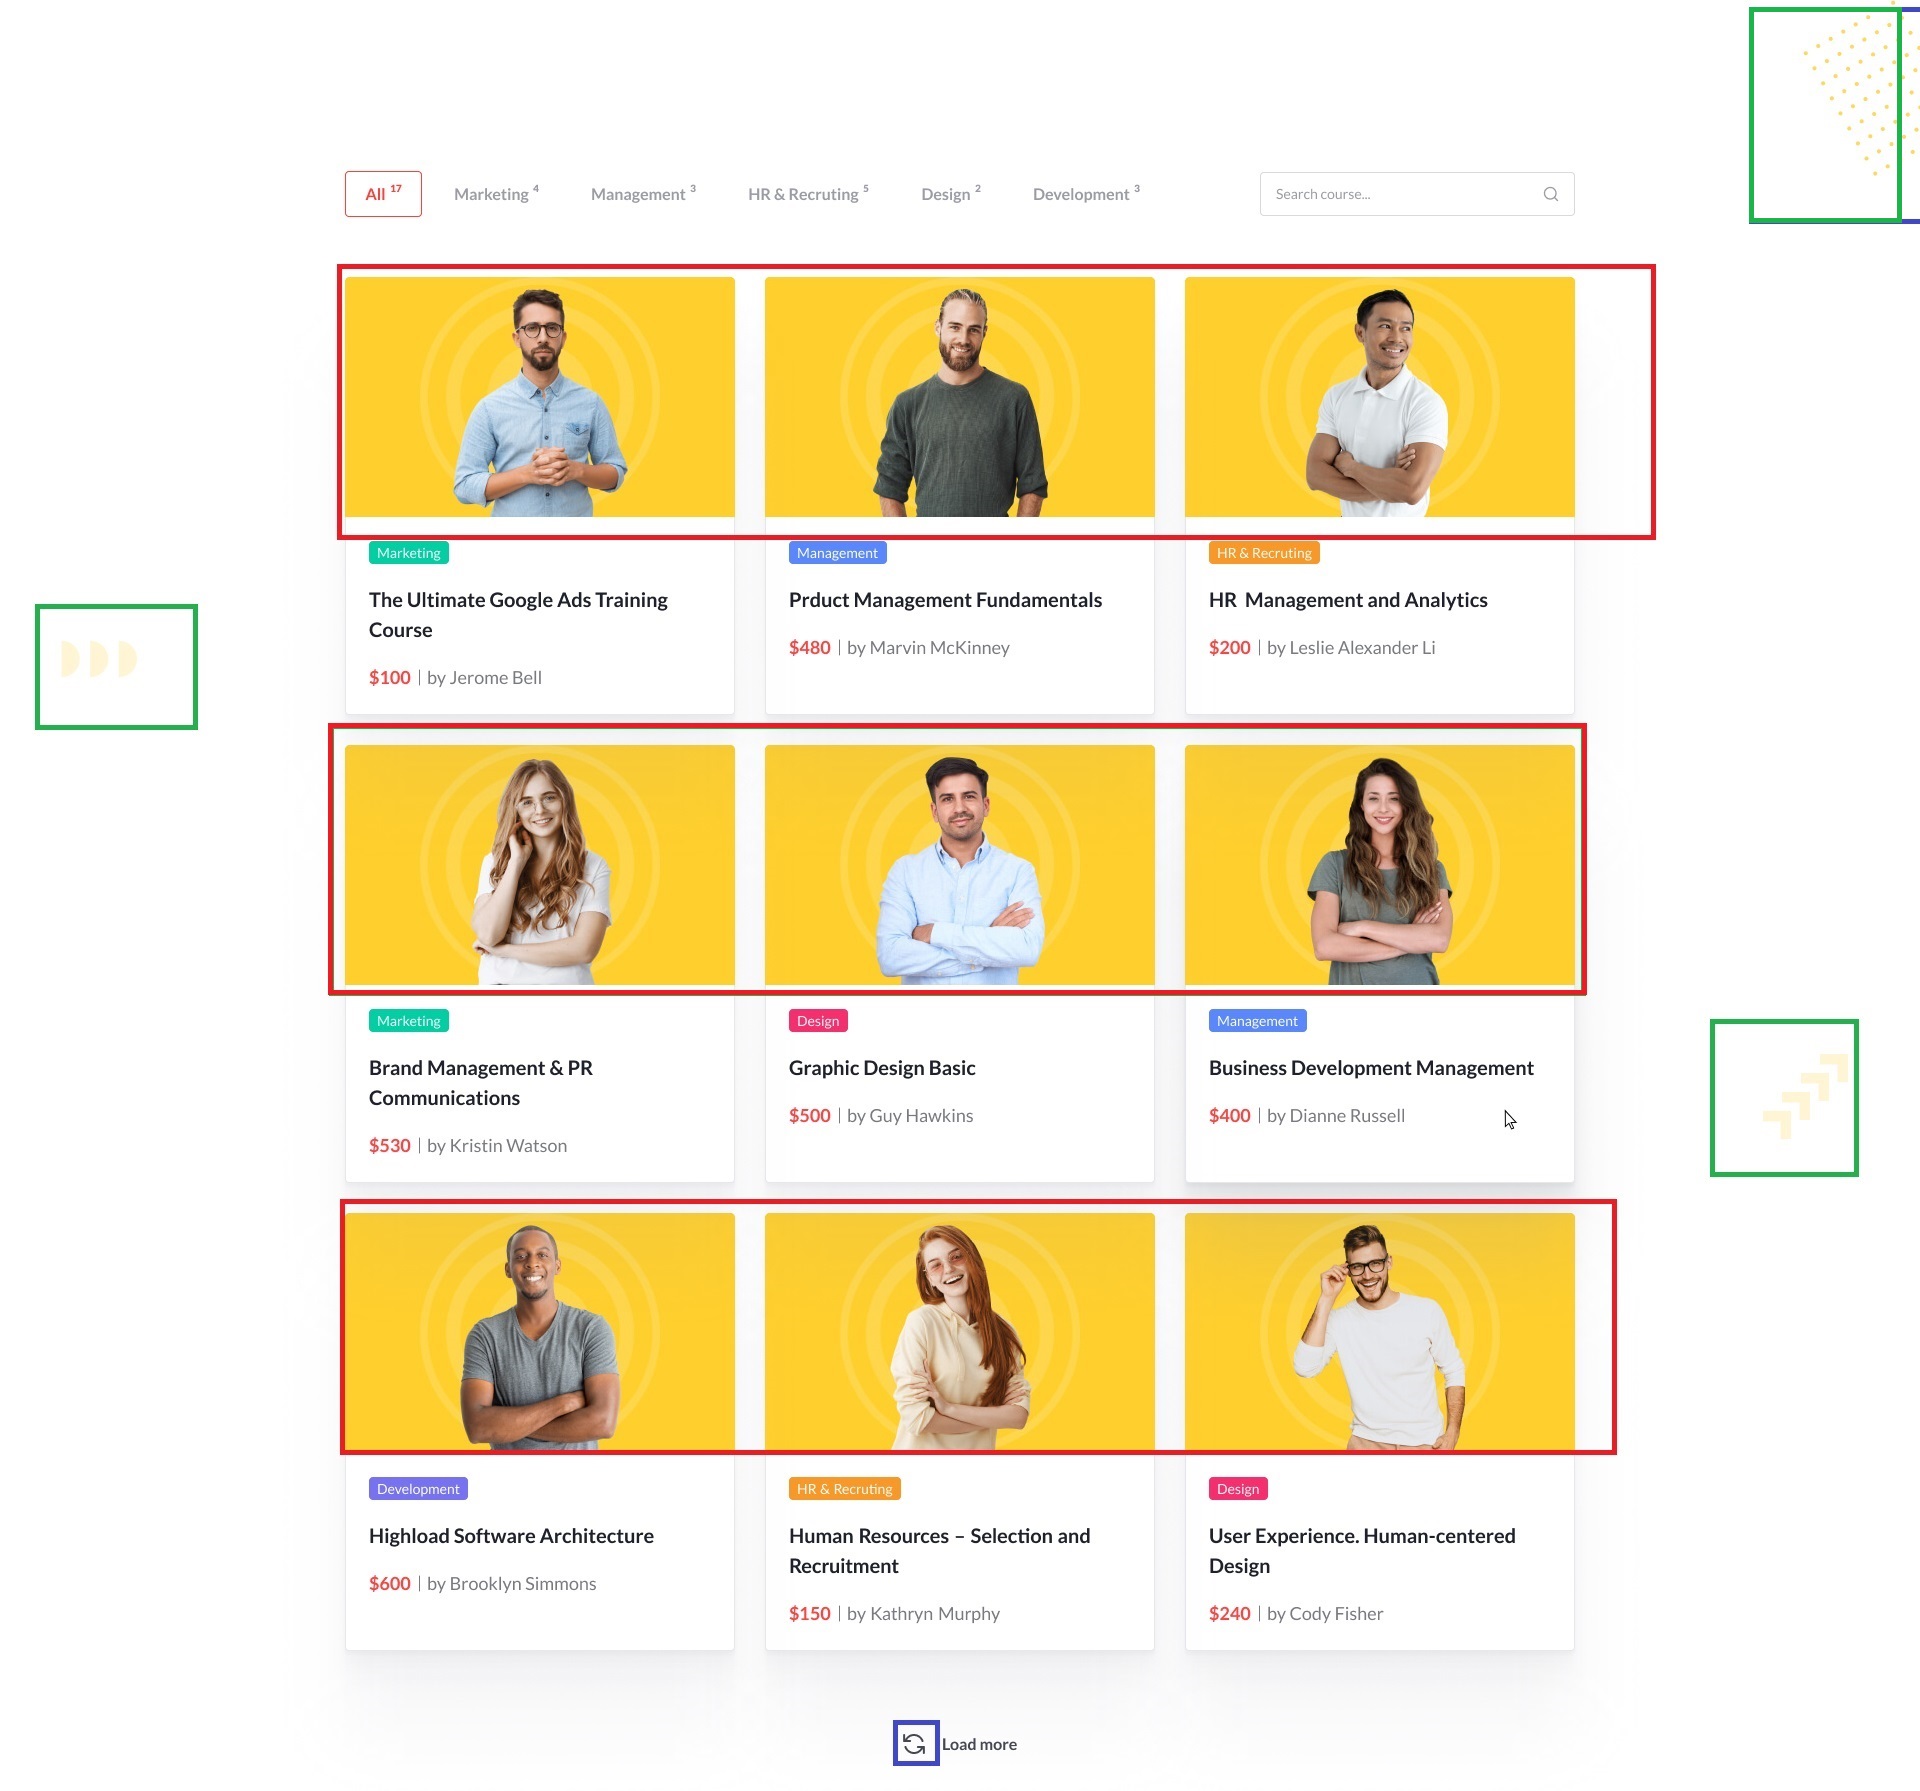 All 17
Marketing 4
Management 3
HR & Recruting 5
Design 2
Development 3
Search course...
Marketing
The Ultimate Google Ads Training
Course
$100 | by Jerome Bell
Management
Prduct Management Fundamentals
$480 | by Marvin McKinney
HR & Recruting
HR Management and Analytics
$200 | by Leslie Alexander Li
Marketing
Brand Management & PR
Communications
$530 | by Kristin Watson
Design
Graphic Design Basic
$500 | by Guy Hawkins
Management
Business Development Management
$400 | by Dianne Russell
Development
Highload Software Architecture
$600 | by Brooklyn Simmons
HR & Recruting
Human Resources – Selection and
Recruitment
$150 | by Kathryn Murphy
Design
User Experience. Human-centered
Design
$240 | by Cody Fisher
Load more